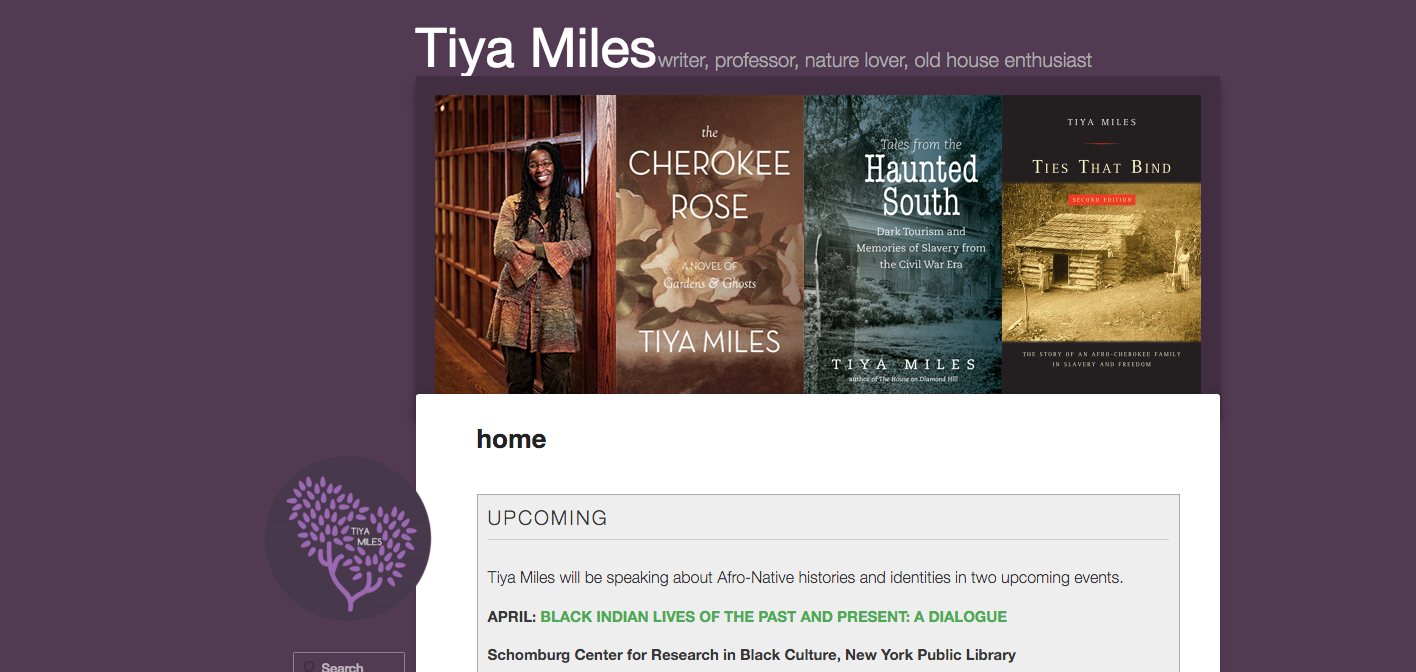 Tiya Miles writer, professor, nature lover, old house enthusiast
the
CHEROKEE
ROSE
A NOVEL OF
Gardens & Ghosts
TIYA MILES
Tales from the
Haunted
South
Dark Tourism and
Memories of Slavery from
the Civil War Era
TIYA MILES
author of The House on Diamond Hill
TIYA MILES
TIES THAT BIND
SECOND EDITION
THE STORY OF AN AFRO-CHEROKEE FAMILY
IN SLAVERY AND FREEDOM
home
TIYA
MILES
UPCOMING
Tiya Miles will be speaking about Afro-Native histories and identities in two upcoming events.
APRIL: BLACK INDIAN LIVES OF THE PAST AND PRESENT: A DIALOGUE
Schomburg Center for Research in Black Culture, New York Public Library
Search